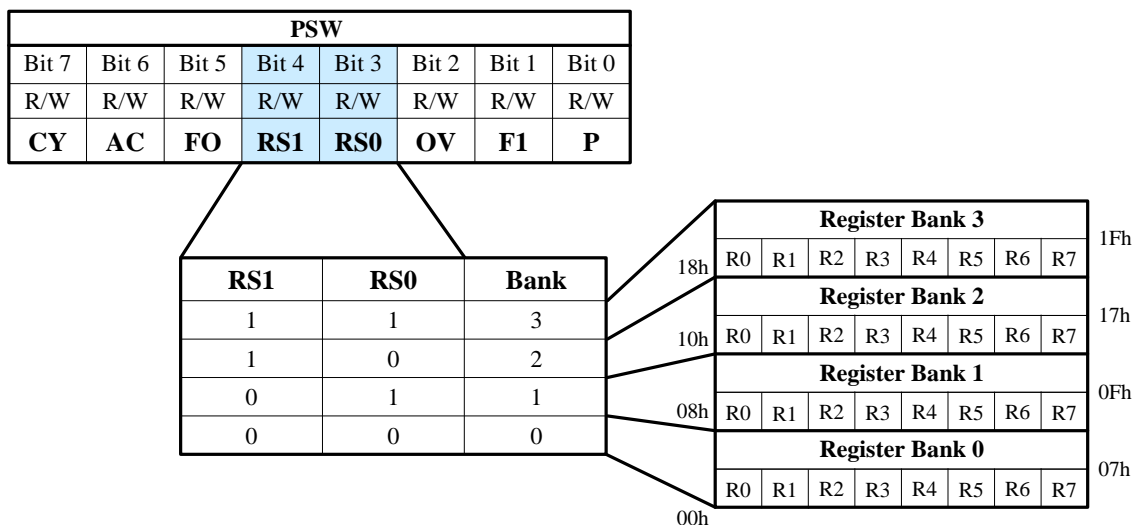 PSW
Bit 7 Bit 6 Bit 5 Bit 4 Bit 3 Bit 2 Bit 1 Bit 0
R/W R/W R/W R/W R/W R/W R/W R/W
CY AC FO RS1 RS0 OV F1 P
RS1 RS0 Bank
1 1 3
1 0 2
0 1 1
0 0 0
Register Bank 3
1Fh
18h R0 R1 R2 R3 R4 R5 R6 R7
Register Bank 2
17h
10h R0 R1 R2 R3 R4 R5 R6 R7
Register Bank 1
0Fh
08h R0 R1 R2 R3 R4 R5 R6 R7
Register Bank 0
07h
R0 R1 R2 R3 R4 R5 R6 R7
00h